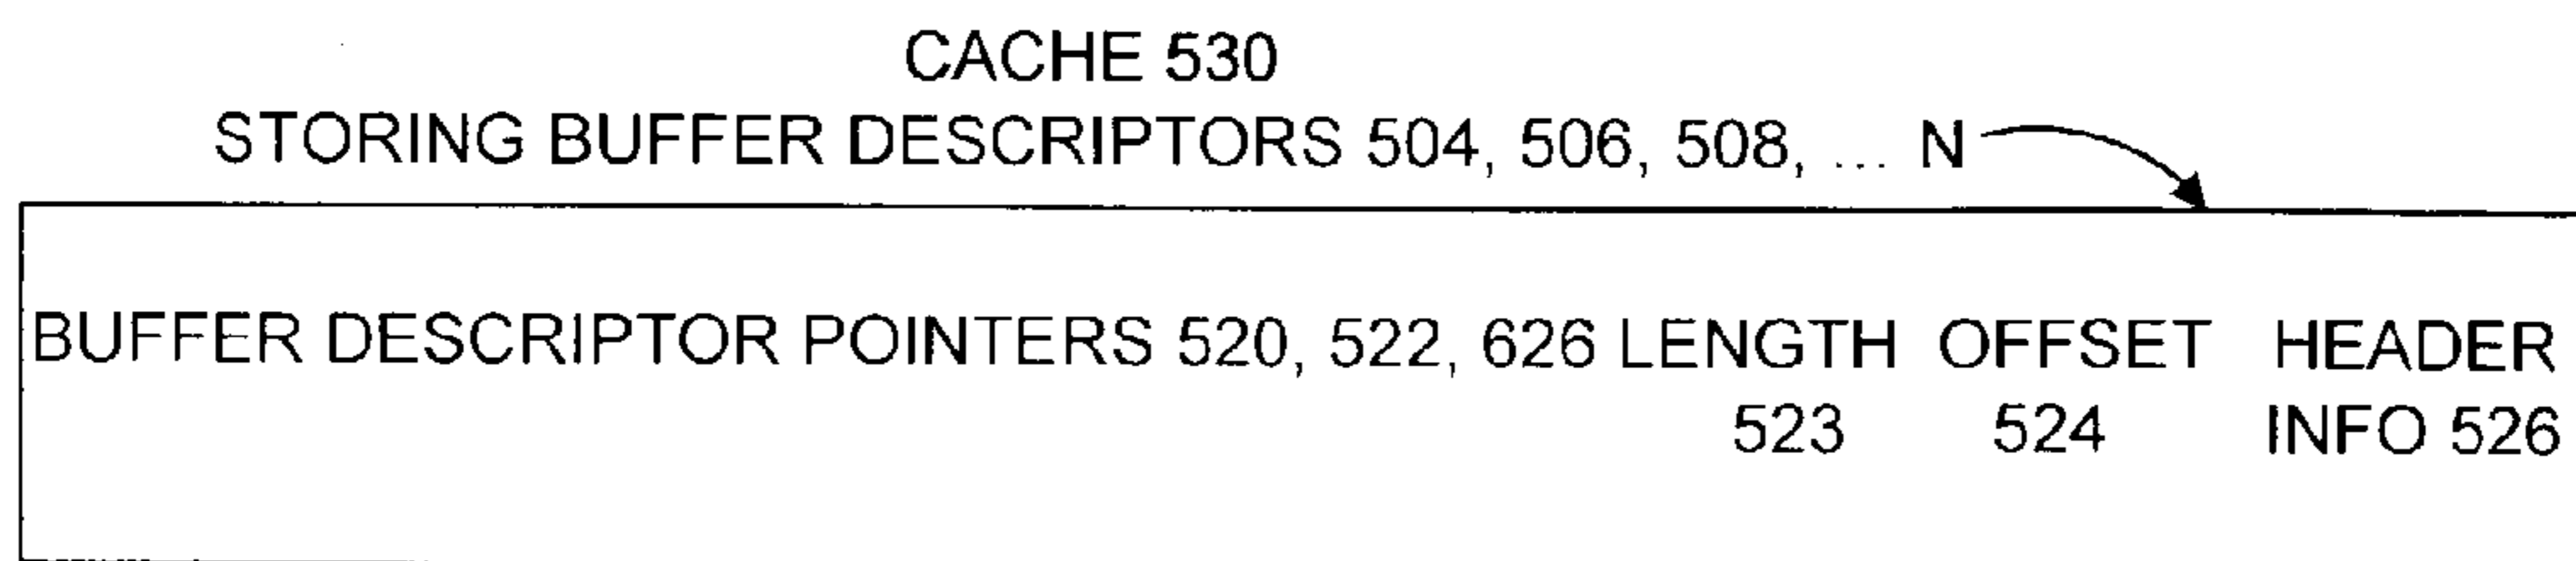 CACHE 530
STORING BUFFER DESCRIPTORS 504, 506, 508, ... N
BUFFER DESCRIPTOR POINTERS 520, 522, 626 LENGTH OFFSET HEADER
523 524 INFO 526